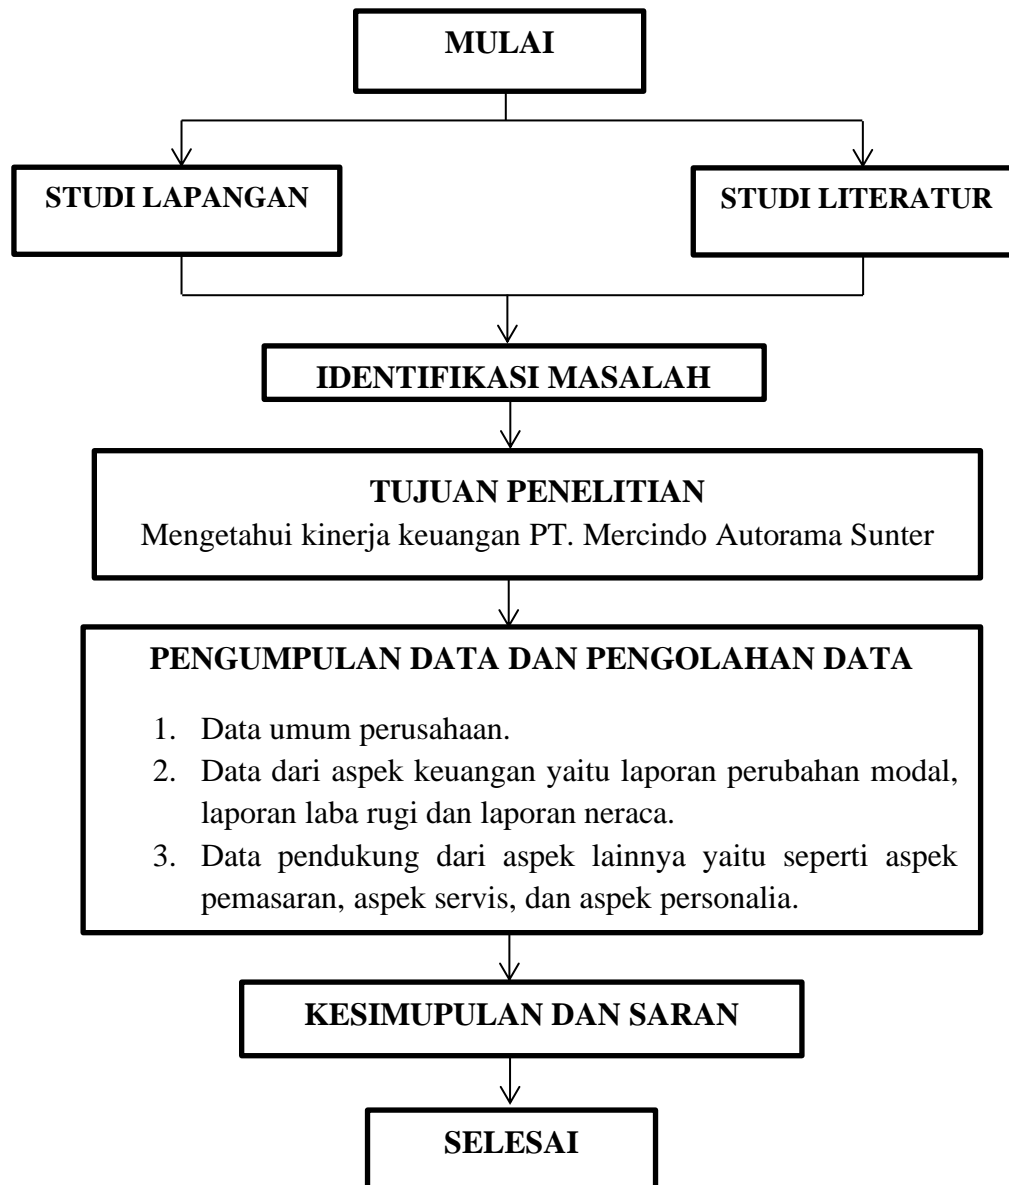 MULAI
STUDI LAPANGAN
STUDI LITERATUR
IDENTIFIKASI MASALAH
TUJUAN PENELITIAN
Mengetahui kinerja keuangan PT. Mercindo Autorama Sunter
PENGUMPULAN DATA DAN PENGOLAHAN DATA
1. Data umum perusahaan.
2. Data dari aspek keuangan yaitu laporan perubahan modal,
laporan laba rugi dan laporan neraca.
3. Data pendukung dari aspek lainnya yaitu seperti aspek
pemasaran, aspek servis, dan aspek personalia.
KESIMUPULAN DAN SARAN
SELESAI